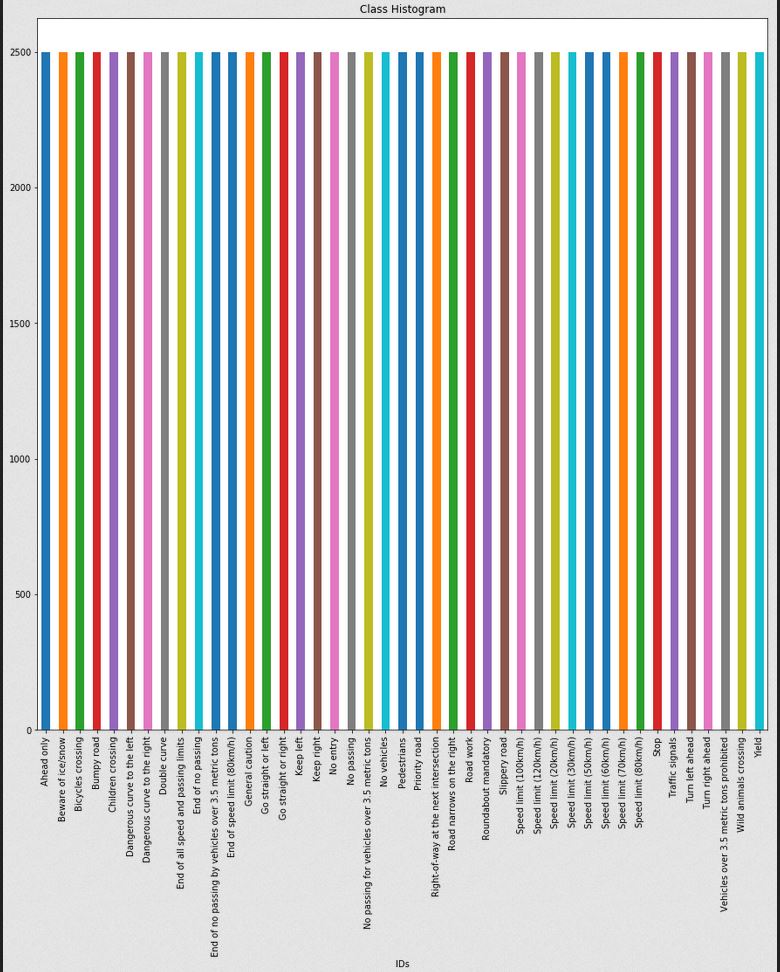 Class Histogram
2500
2000
1500
1000
500
0
Ahead only
Beware of ice/snow
Bicycles crossing
Bumpy road
Children crossing
Dangerous curve to the left
Dangerous curve to the right
Double curve
End of all speed and passing limits
End of no passing
End of no passing by vehicles over 3.5 metric tons
End of speed limit (80km/h)
General caution
Go straight or left
Go straight or right
Keep left
Keep right
No entry
No passing
No passing for vehicles over 3.5 metric tons
No vehicles
Pedestrians
Priority road
Right-of-way at the next intersection
Road narrows on the right
Road work
Roundabout mandatory
Slippery road
Speed limit (100km/h)
Speed limit (120km/h)
Speed limit (20km/h)
Speed limit (30km/h)
Speed limit (50km/h)
Speed limit (60km/h)
Speed limit (70km/h)
Speed limit (80km/h)
Stop
Traffic signals
Turn left ahead
Turn right ahead
Vehicles over 3.5 metric tons prohibited
Wild animals crossing
Yield
IDs